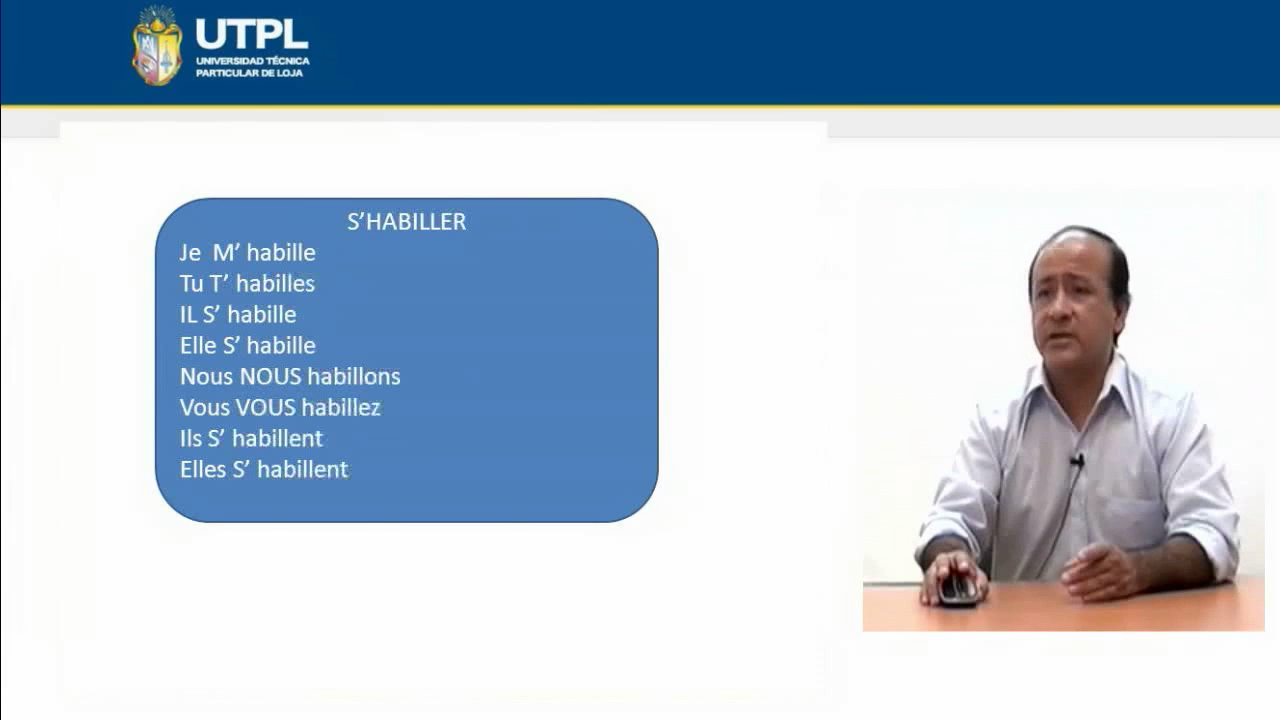 UTPL
UNIVERSIDAD TÉCNICA
PARTICULAR DE LOJA
S’HABILLER
Je M’ habille
Tu T’ habilles
IL S’ habille
Elle S’ habille
Nous NOUS habillons
Vous VOUS habillez
Ils S’ habillent
Elles S’ habillent